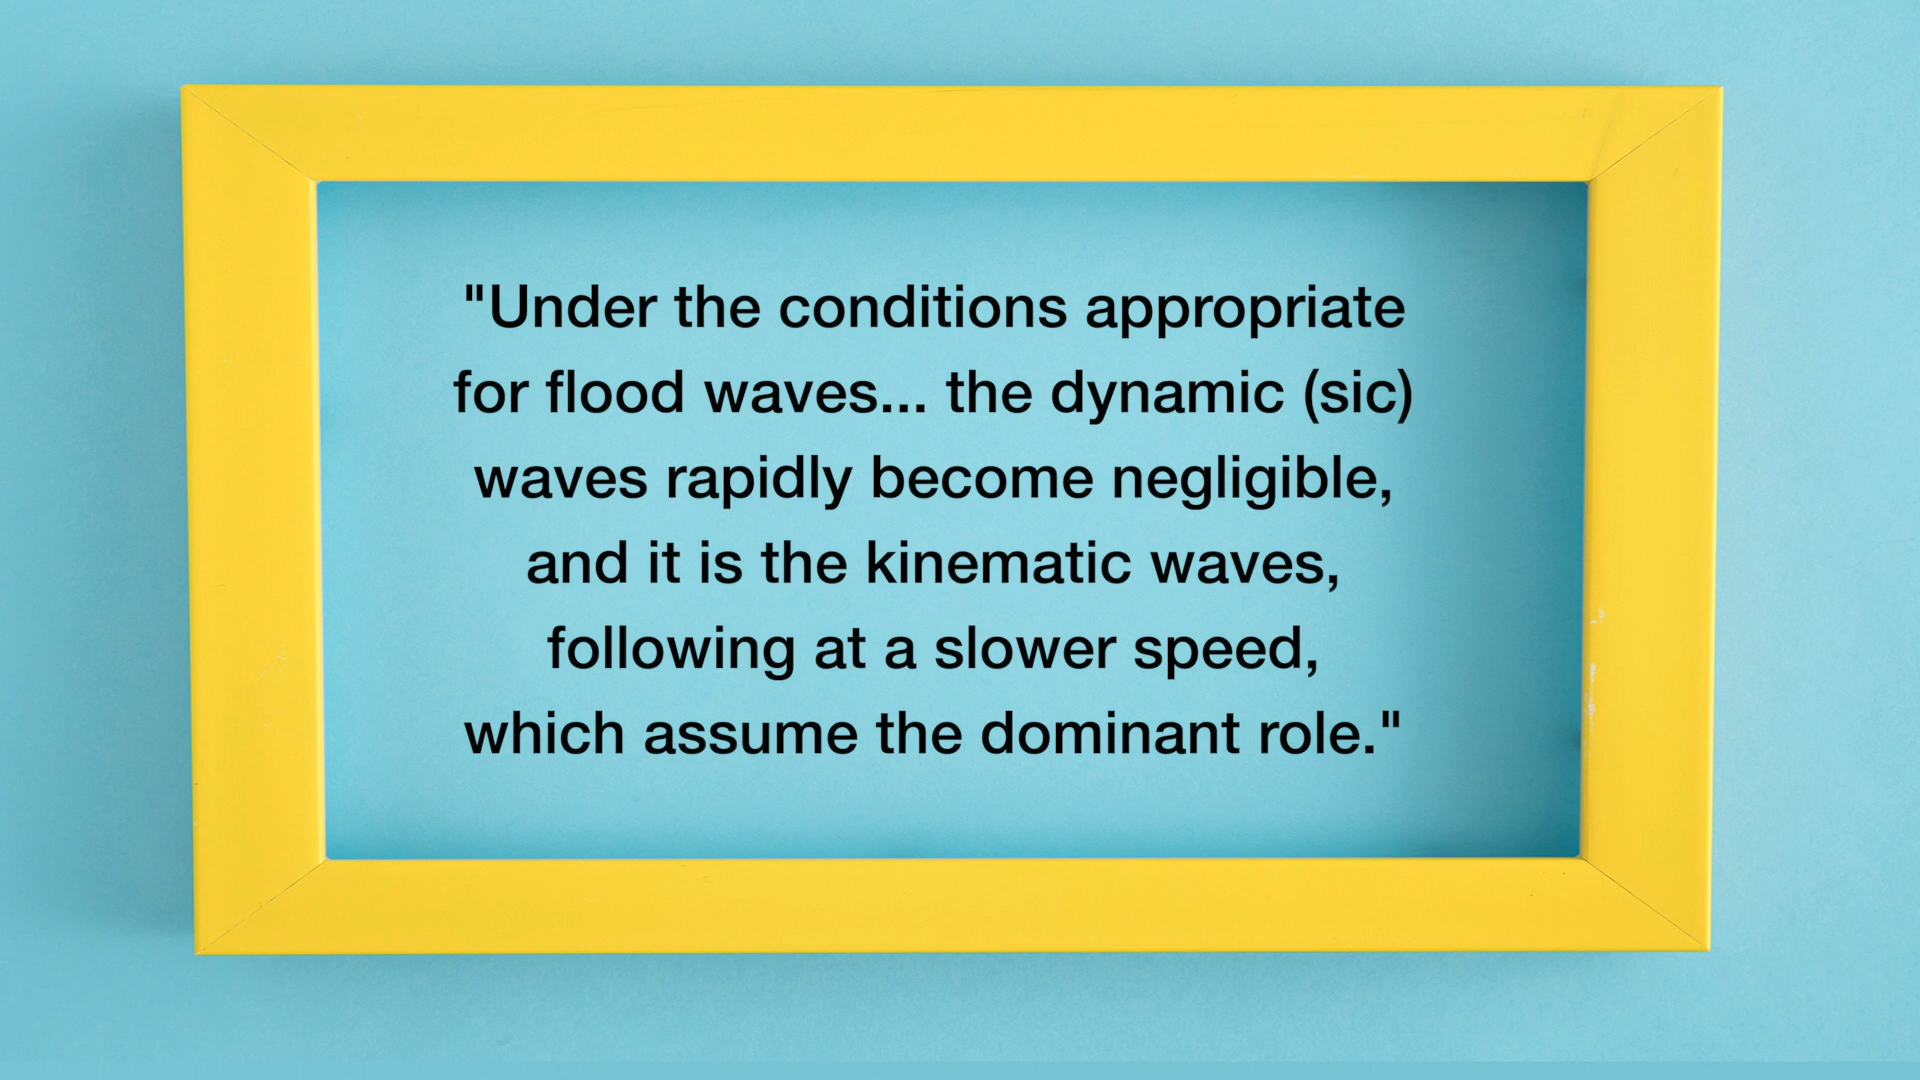 "Under the conditions appropriate
for flood waves... the dynamic (sic)
waves rapidly become negligible,
and it is the kinematic waves,
following at a slower speed,
which assume the dominant role."